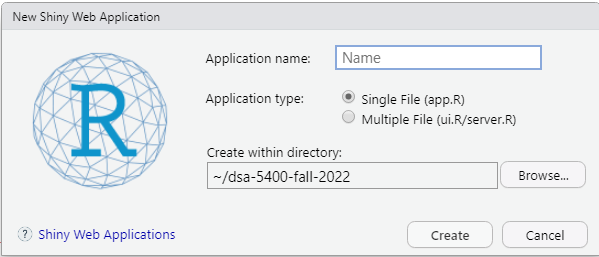 New Shiny Web Application
Application name: Name
R
Application type: Single File (app.R)
Multiple File (ui.R/server.R)
Create within directory:
~/dsa-5400-fall-2022 Browse...
? Shiny Web Applications Create Cancel